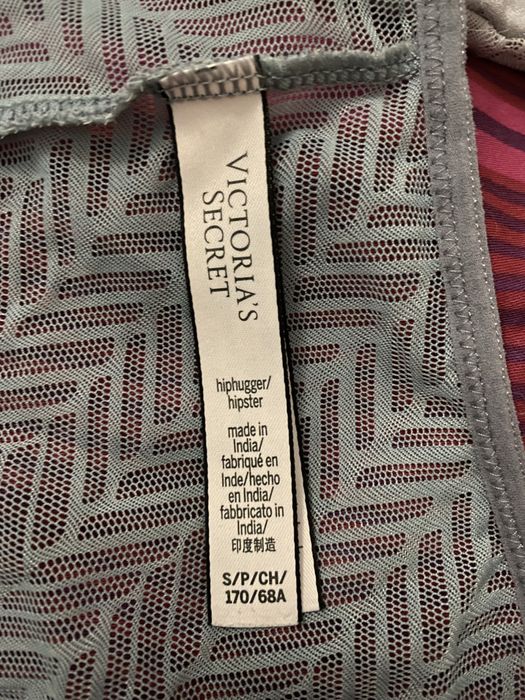 VICTORIA'S
SECRET
hiphugger/
hipster
made in
India/
fabriqué en
Inde/hecho
en India/
fabbricato in
India/
印度制造
S/P/CH/
170/68A